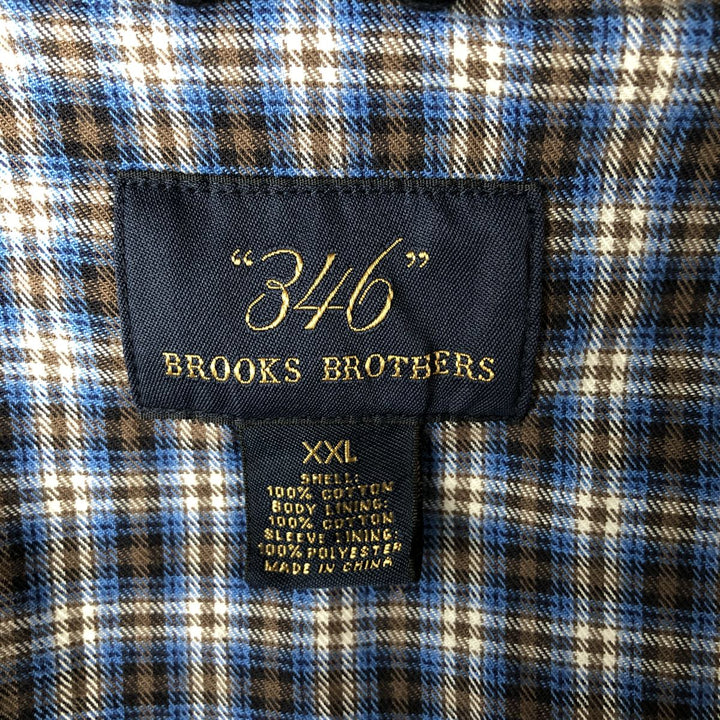 “346”
BROOKS BROTHERS
XXL
SHELL:
100% COTTON
BODY LINING:
100% COTTON
SLEEVE LINING:
100% POLYESTER
MADE IN CHINA